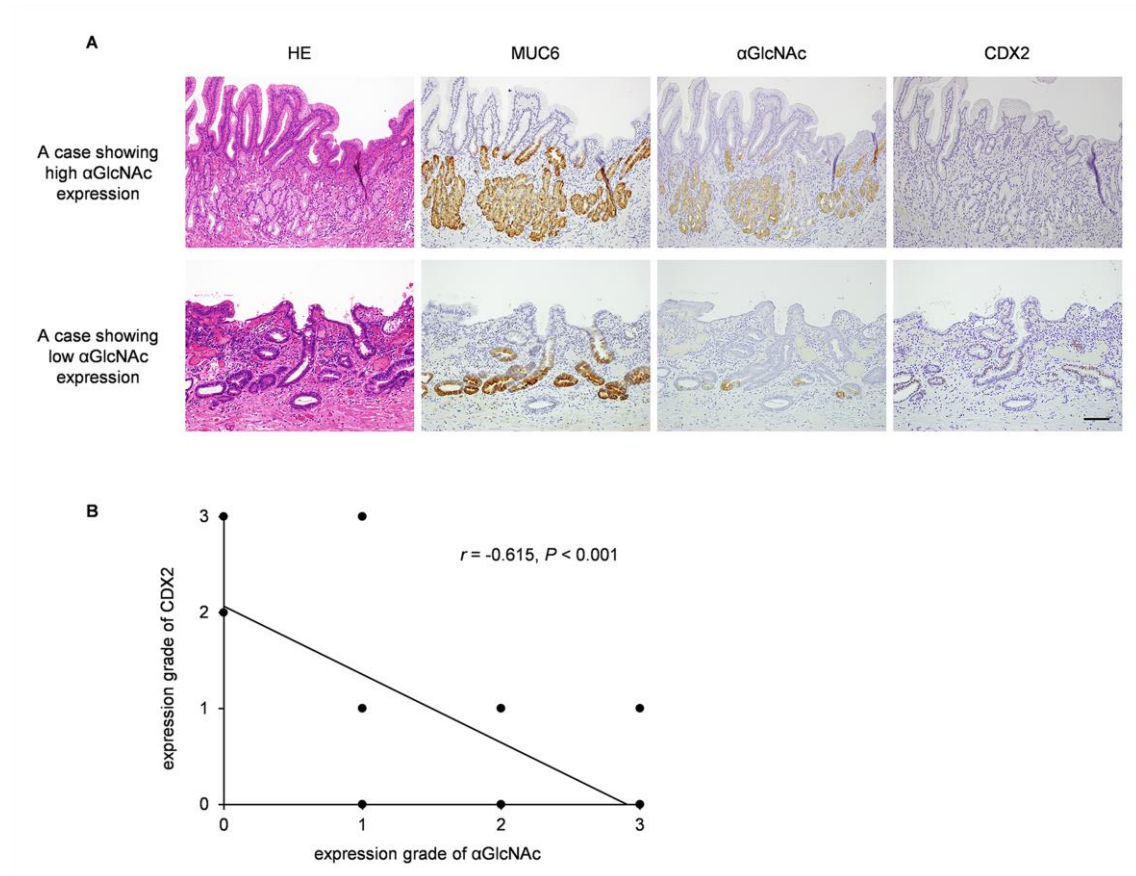 A
HE MUC6 αGlcNAc CDX2
A case showing
high αGlcNAc
expression
A case showing
low αGlcNAc
expression
B
r = -0.615, P < 0.001
expression grade of CDX2
3
2
1
0
0 1 2 3
expression grade of αGlcNAc